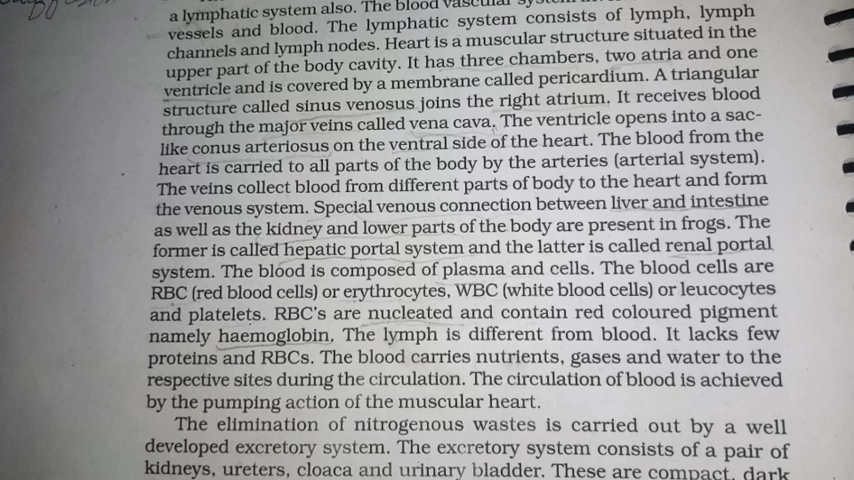 a lymphatic system also. The blood vascular
vessels and blood. The lymphatic system consists of lymph, lymph
channels and lymph nodes. Heart is a muscular structure situated in the
upper part of the body cavity. It has three chambers, two atria and one
ventricle and is covered by a membrane called pericardium. A triangular
structure called sinus venosus joins the right atrium. It receives blood
through the major veins called vena cava. The ventricle opens into a sac-
like conus arteriosus on the ventral side of the heart. The blood from the
heart is carried to all parts of the body by the arteries (arterial system).
The veins collect blood from different parts of body to the heart and form
the venous system. Special venous connection between liver and intestine
as well as the kidney and lower parts of the body are present in frogs. The
former is called hepatic portal system and the latter is called renal portal
system. The blood is composed of plasma and cells. The blood cells are
RBC (red blood cells) or erythrocytes, WBC (white blood cells) or leucocytes
and platelets. RBC's are nucleated and contain red coloured pigment
namely haemoglobin. The lymph is different from blood. It lacks few
proteins and RBCs. The blood carries nutrients, gases and water to the
respective sites during the circulation. The circulation of blood is achieved
by the pumping action of the muscular heart.
The elimination of nitrogenous wastes is carried out by a well
developed excretory system. The excretory system consists of a pair of
kidneys, ureters, cloaca and urinary bladder. These are compact, dark